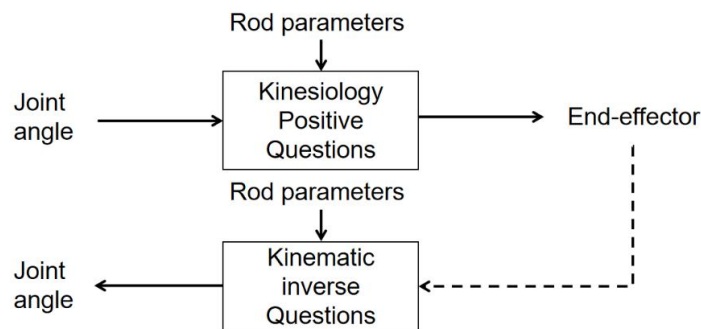 Rod parameters
Joint
angle
Kinesiology
Positive
Questions
End-effector
Rod parameters
Joint
angle
Kinematic
inverse
Questions